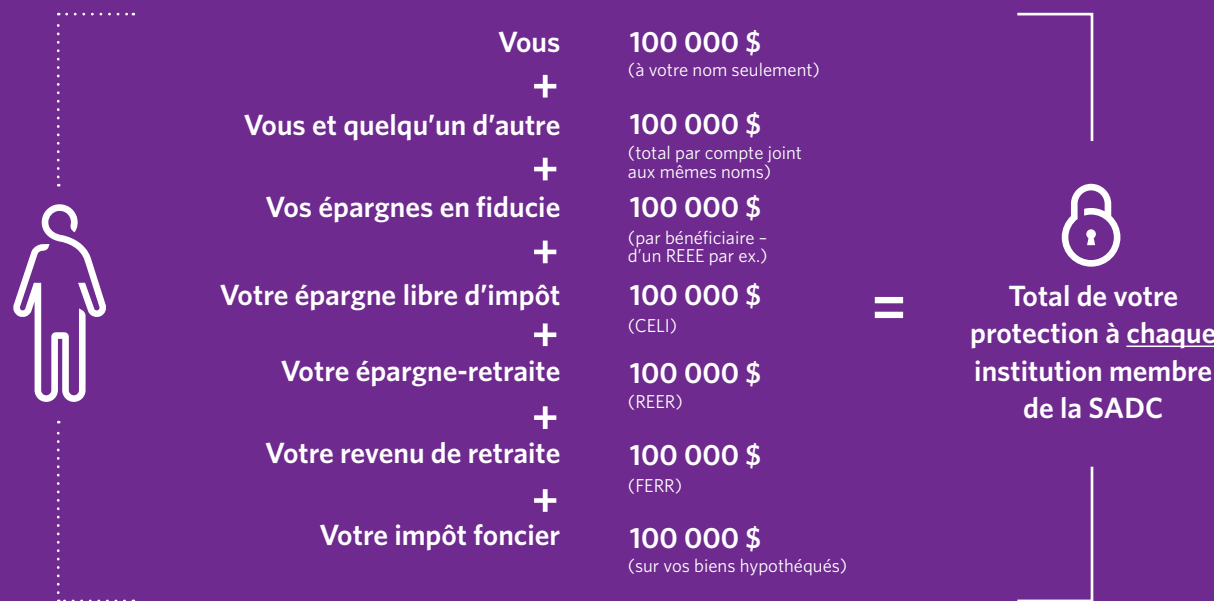 Vous 100 000 $
(à votre nom seulement)
+
Vous et quelqu’un d’autre 100 000 $
(total par compte joint
aux mêmes noms)
+
Vos épargnes en fiducie 100 000 $
(par bénéficiaire –
d’un REEE par ex.)
+
Votre épargne libre d’impôt 100 000 $
(CELI)
+
Votre épargne-retraite 100 000 $
(REER)
+
Votre revenu de retraite 100 000 $
(FERR)
+
Votre impôt foncier 100 000 $
(sur vos biens hypothéqués)
=
Total de votre
protection à chaque
institution membre
de la SADC